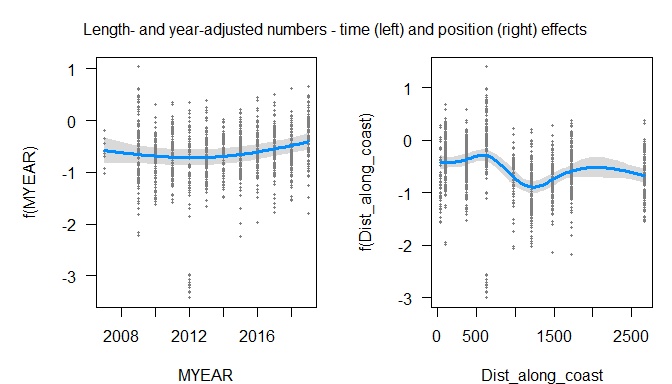 Length- and year-adjusted numbers - time (left) and position (right) effects
f(MYEAR)
1
0
-1
-2
-3
2008 2012 2016
MYEAR
f(Dist_along_coast)
1
0
-1
-2
-3
0 500 1500 2500
Dist_along_coast